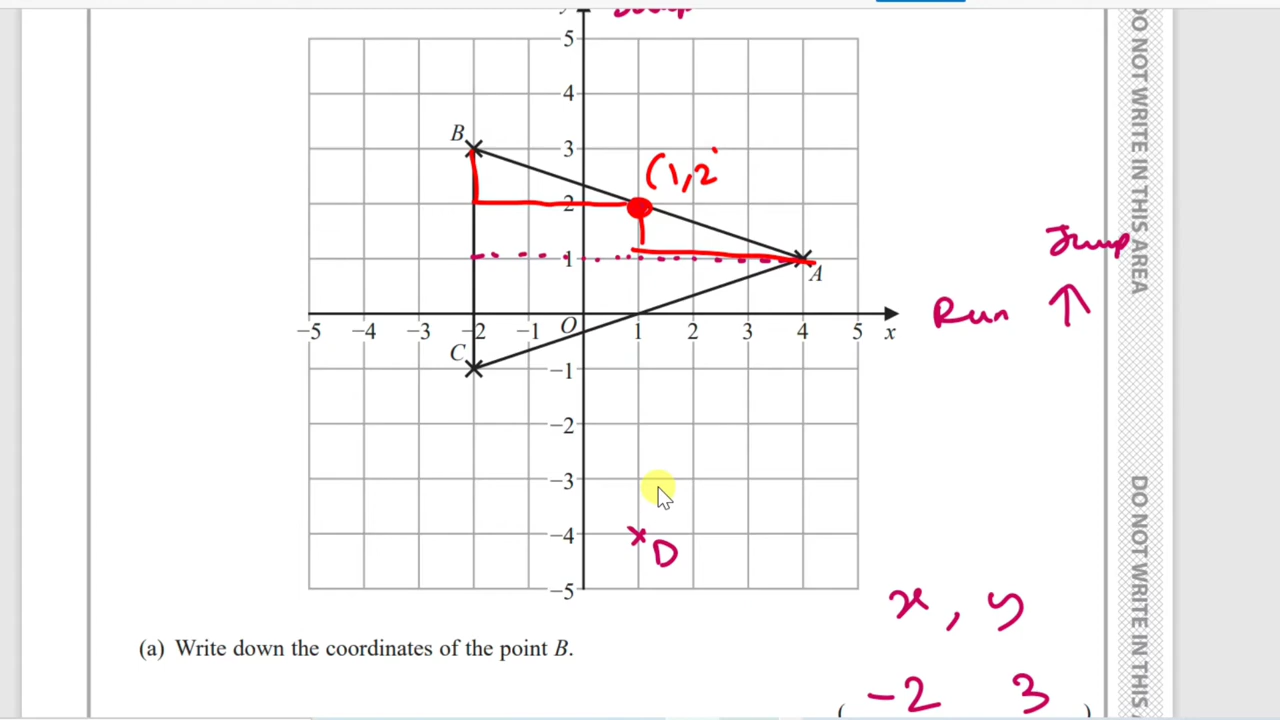 y
5
4
B
3
(1,2
2
1
A
Jump
Run ↑
−5 −4 −3 −2 −1 O 1 2 3 4 5 x
C
−1
−2
−3
−4
D
−5
x , y
(a) Write down the coordinates of the point B.
( −2 3 )
DO NOT WRITE IN THIS AREA
DO NOT WRITE IN THIS